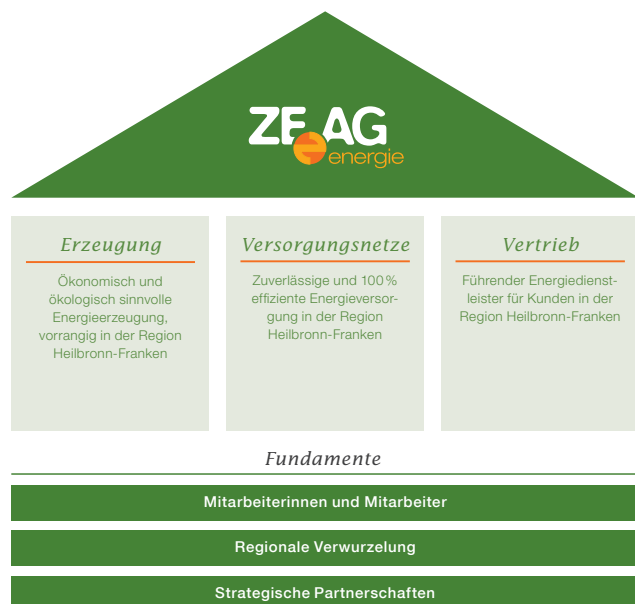 ZEAG
energie
Erzeugung
Ökonomisch und
ökologisch sinnvolle
Energieerzeugung,
vorrangig in der Region
Heilbronn-Franken
Versorgungsnetze
Zuverlässige und 100 %
effiziente Energieversor-
gung in der Region
Heilbronn-Franken
Vertrieb
Führender Energiedienst-
leister für Kunden in der
Region Heilbronn-Franken
Fundamente
Mitarbeiterinnen und Mitarbeiter
Regionale Verwurzelung
Strategische Partnerschaften